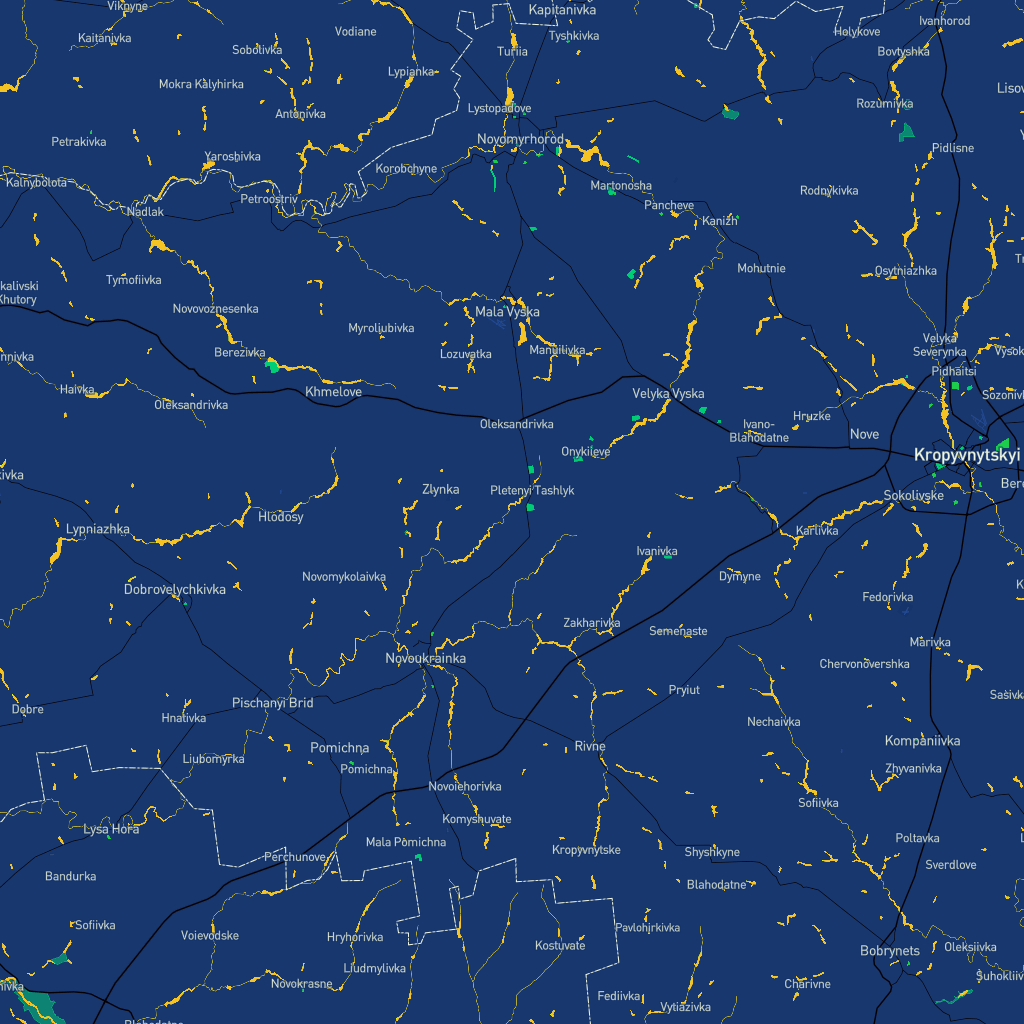 Viknyne
Kapitanivka
Ivanhorod
Kaitanivka
Vodiane
Tyshkivka
Holykove
Sobolivka
Turiia
Bovtyshka
Mokra Kalyhirka
Lypianka
Lystopadove
Rozumivka
Antonivka
Petrakivka
Novomyrhorod
Pidlisne
Yaroshivka
Korobchyne
Kalnybolota
Petroostriv
Martonosha
Rodnykivka
Nadlak
Pancheve
Kanizh
Tymofiivka
Mohutnie
Osytniazhka
Khutory
Novovoznesenka
Myroliubivka
Mala Vyska
Berezivka
Lozuvatka
Manuilivka
Velyka
Severynka
Pidhaitsi
Haivka
Khmelove
Velyka Vyska
Oleksandrivka
Oleksandrivka
Hruzke
Ivano-
Blahodatne
Nove
Onykiieve
Kropyvnytskyi
Zlynka
Pletenyi Tashlyk
Sokolivske
Lypniazhka
Hlodosy
Karlivka
Ivanivka
Dobrovelychkivka
Novomykolaivka
Dymyne
Fedorivka
Zakharivka
Semenaste
Marivka
Novoukrainka
Chervonovershka
Dobre
Hnativka
Pischanyi Brid
Pryiut
Nechaivka
Liubomyrka
Pomichna
Pomichna
Rivne
Kompaniivka
Zhyvanivka
Novoiehorivka
Sofiivka
Lysa Hora
Komyshuvate
Mala Pomichna
Kropyvnytske
Poltavka
Perchunove
Shyshkyne
Sverdlove
Bandurka
Blahodatne
Sofiivka
Voievodske
Hryhorivka
Pavlohirkivka
Kostuvate
Bobrynets
Oleksiivka
Liudmylivka
Novokrasne
Fediivka
Vytiazivka
Charivne